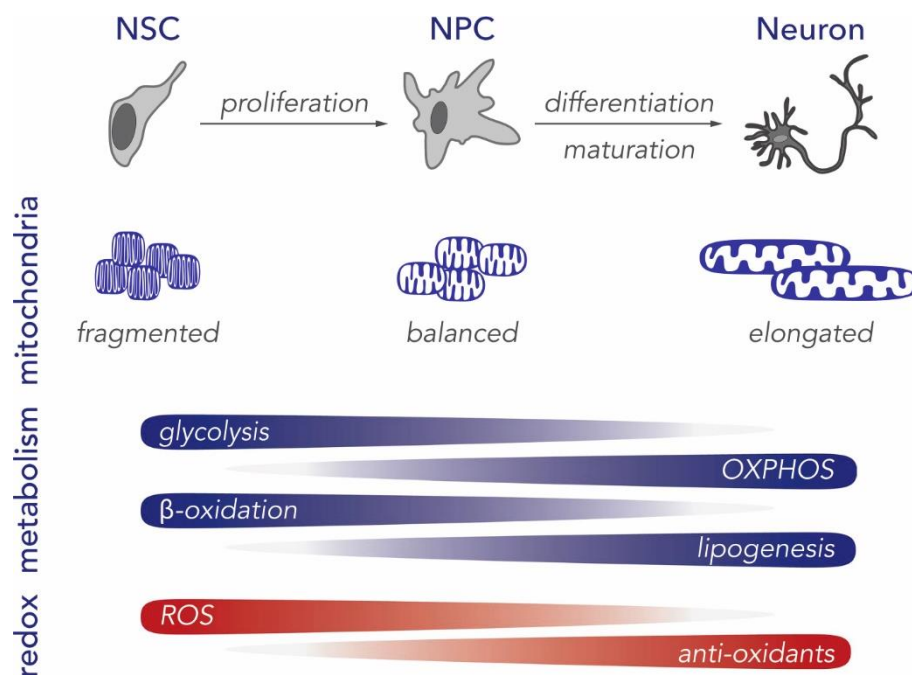 NSC
NPC
Neuron
proliferation
differentiation
maturation
mitochondria
fragmented
balanced
elongated
metabolism
glycolysis
OXPHOS
β-oxidation
lipogenesis
redox
ROS
anti-oxidants